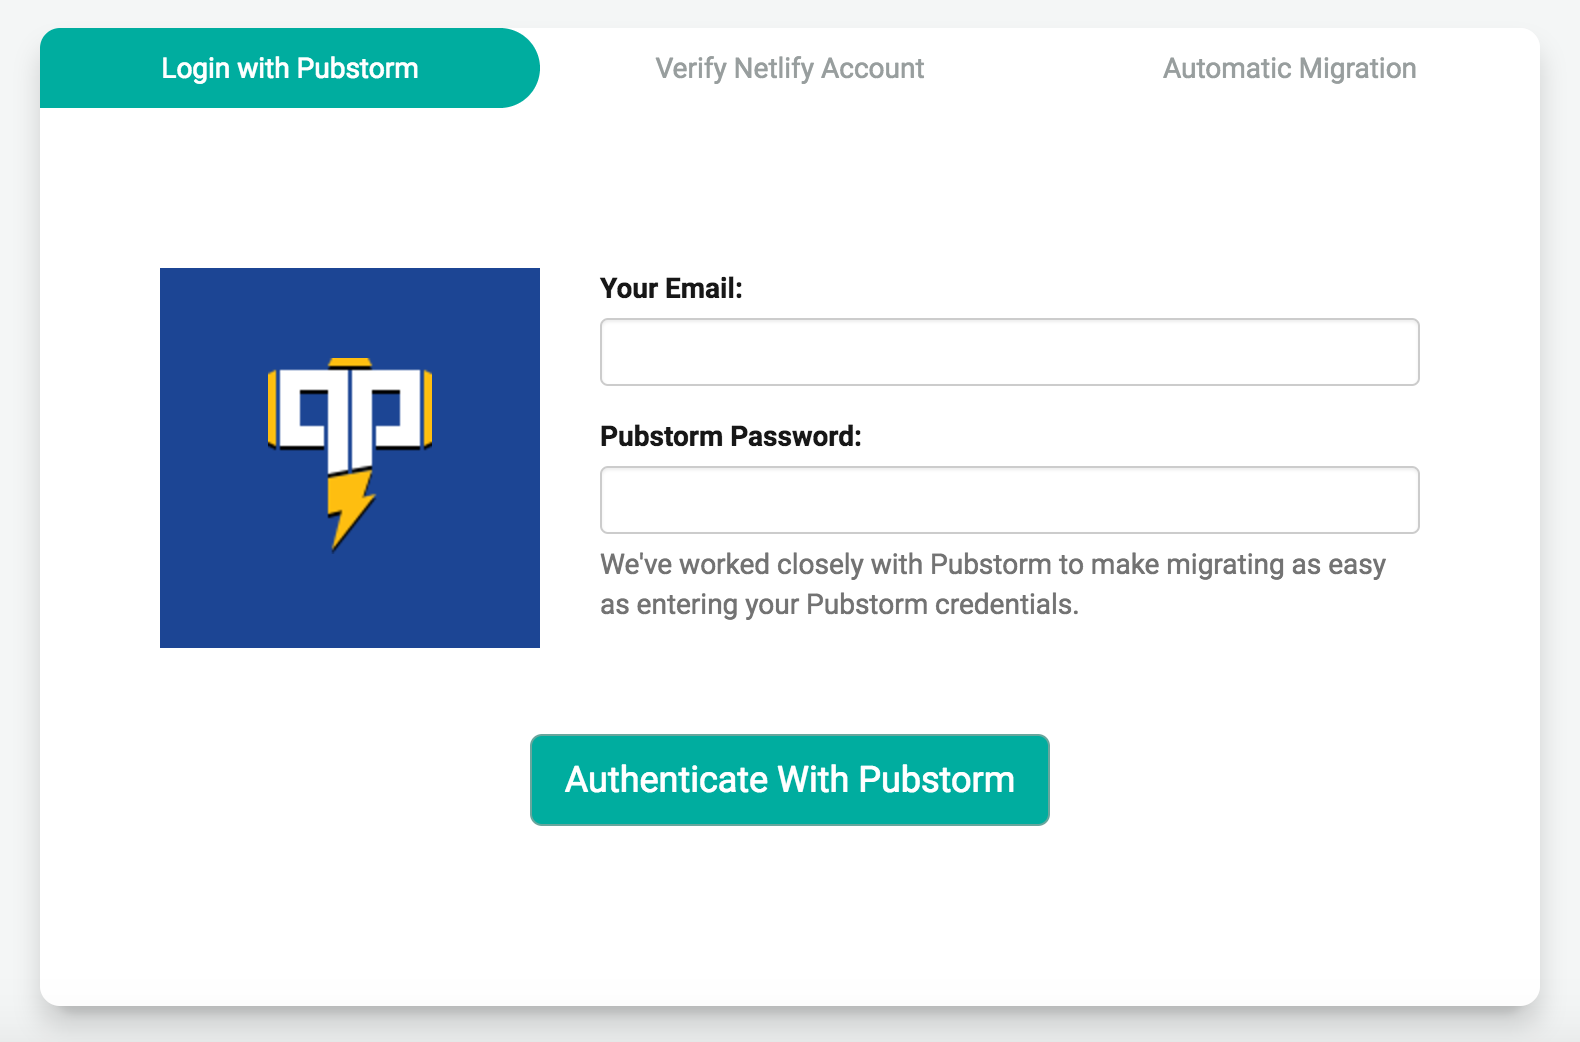 Login with Pubstorm
Verify Netlify Account
Automatic Migration
Your Email:
Pubstorm Password:
We've worked closely with Pubstorm to make migrating as easy
as entering your Pubstorm credentials.
Authenticate With Pubstorm